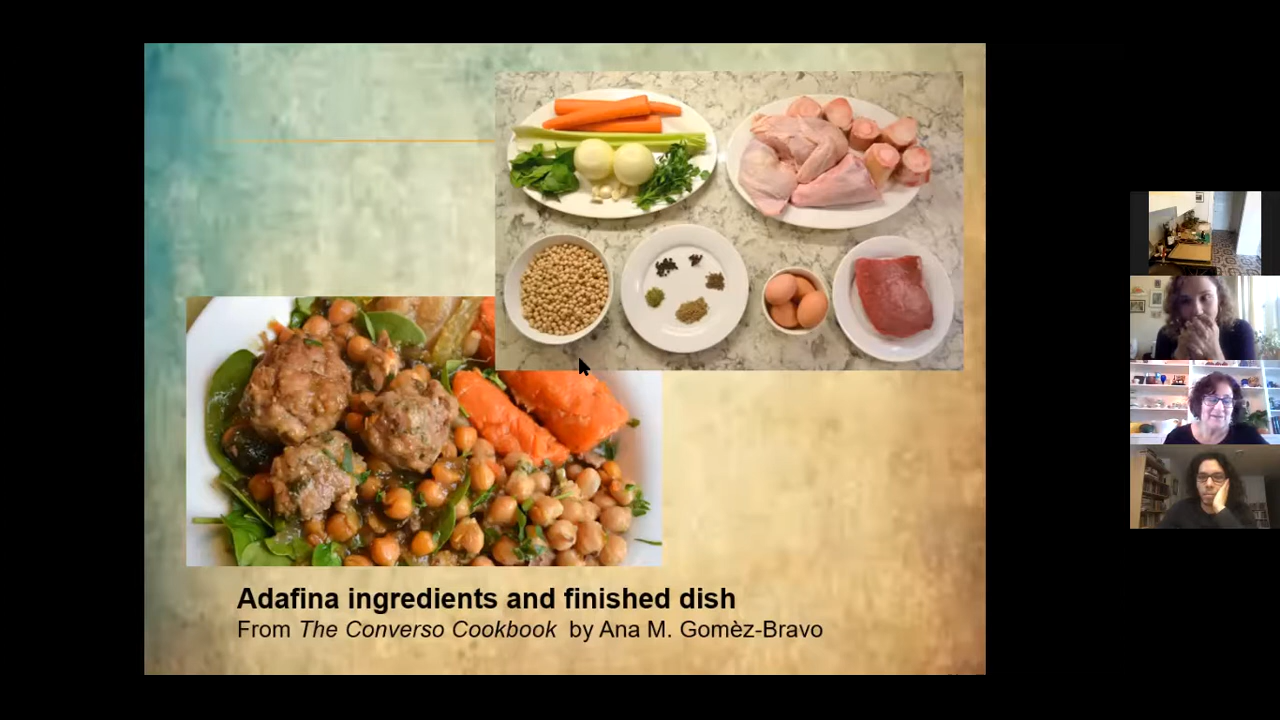 Adafina ingredients and finished dish
From The Converso Cookbook by Ana M. Gomèz-Bravo